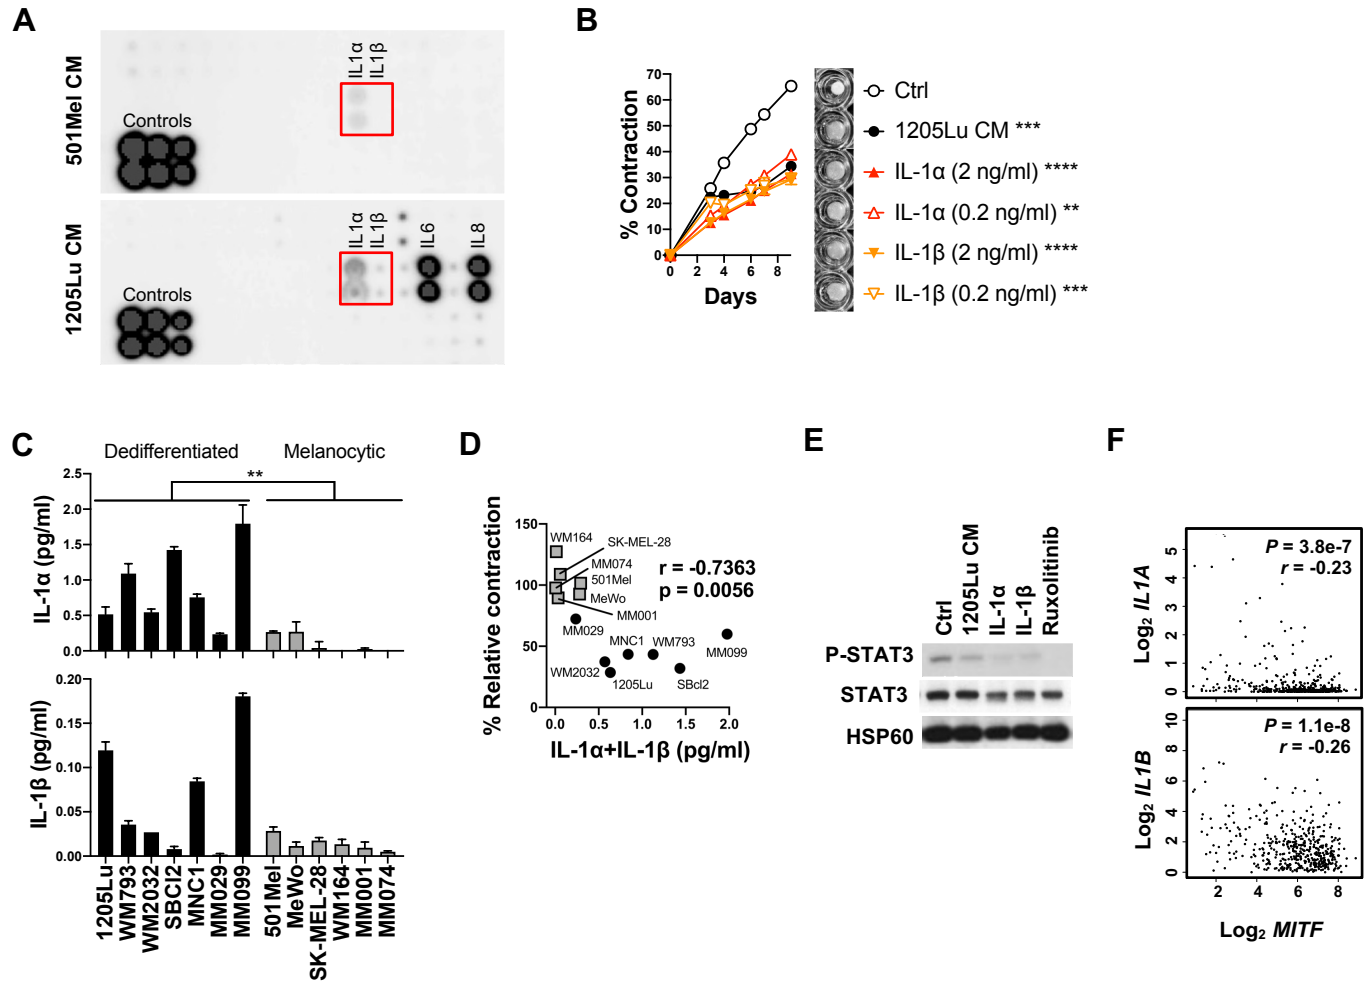 A
501Mel CM
Controls
IL1α
IL1β
1205Lu CM
Controls
IL1α
IL1β
IL6
IL8
B
% Contraction
70
60
50
40
30
20
10
0
0 2 4 6 8
Days
Ctrl
1205Lu CM ***
IL-1α (2 ng/ml) ****
IL-1α (0.2 ng/ml) **
IL-1β (2 ng/ml) ****
IL-1β (0.2 ng/ml) ***
C
Dedifferentiated Melanocytic
**
IL-1α (pg/ml)
2.5
2.0
1.5
1.0
0.5
0.0
IL-1β (pg/ml)
0.20
0.15
0.10
0.05
0.00
1205Lu
WM793
WM2032
SBCl2
MNC1
MM029
MM099
501Mel
MeWo
SK-MEL-28
WM164
MM001
MM074
D
% Relative contraction
150
100
50
0
WM164
SK-MEL-28
MM074
501Mel
MeWo
MM001
r = -0.7363
p = 0.0056
MM029
MNC1
WM793
MM099
WM2032
1205Lu
SBcl2
0.0 0.5 1.0 1.5 2.0
IL-1α+IL-1β (pg/ml)
E
Ctrl
1205Lu CM
IL-1α
IL-1β
Ruxolitinib
P-STAT3
STAT3
HSP60
F
Log2 IL1A
5
4
3
2
1
0
P = 3.8e-7
r = -0.23
Log2 IL1B
10
8
6
4
2
0
P = 1.1e-8
r = -0.26
2 4 6 8
Log2 MITF